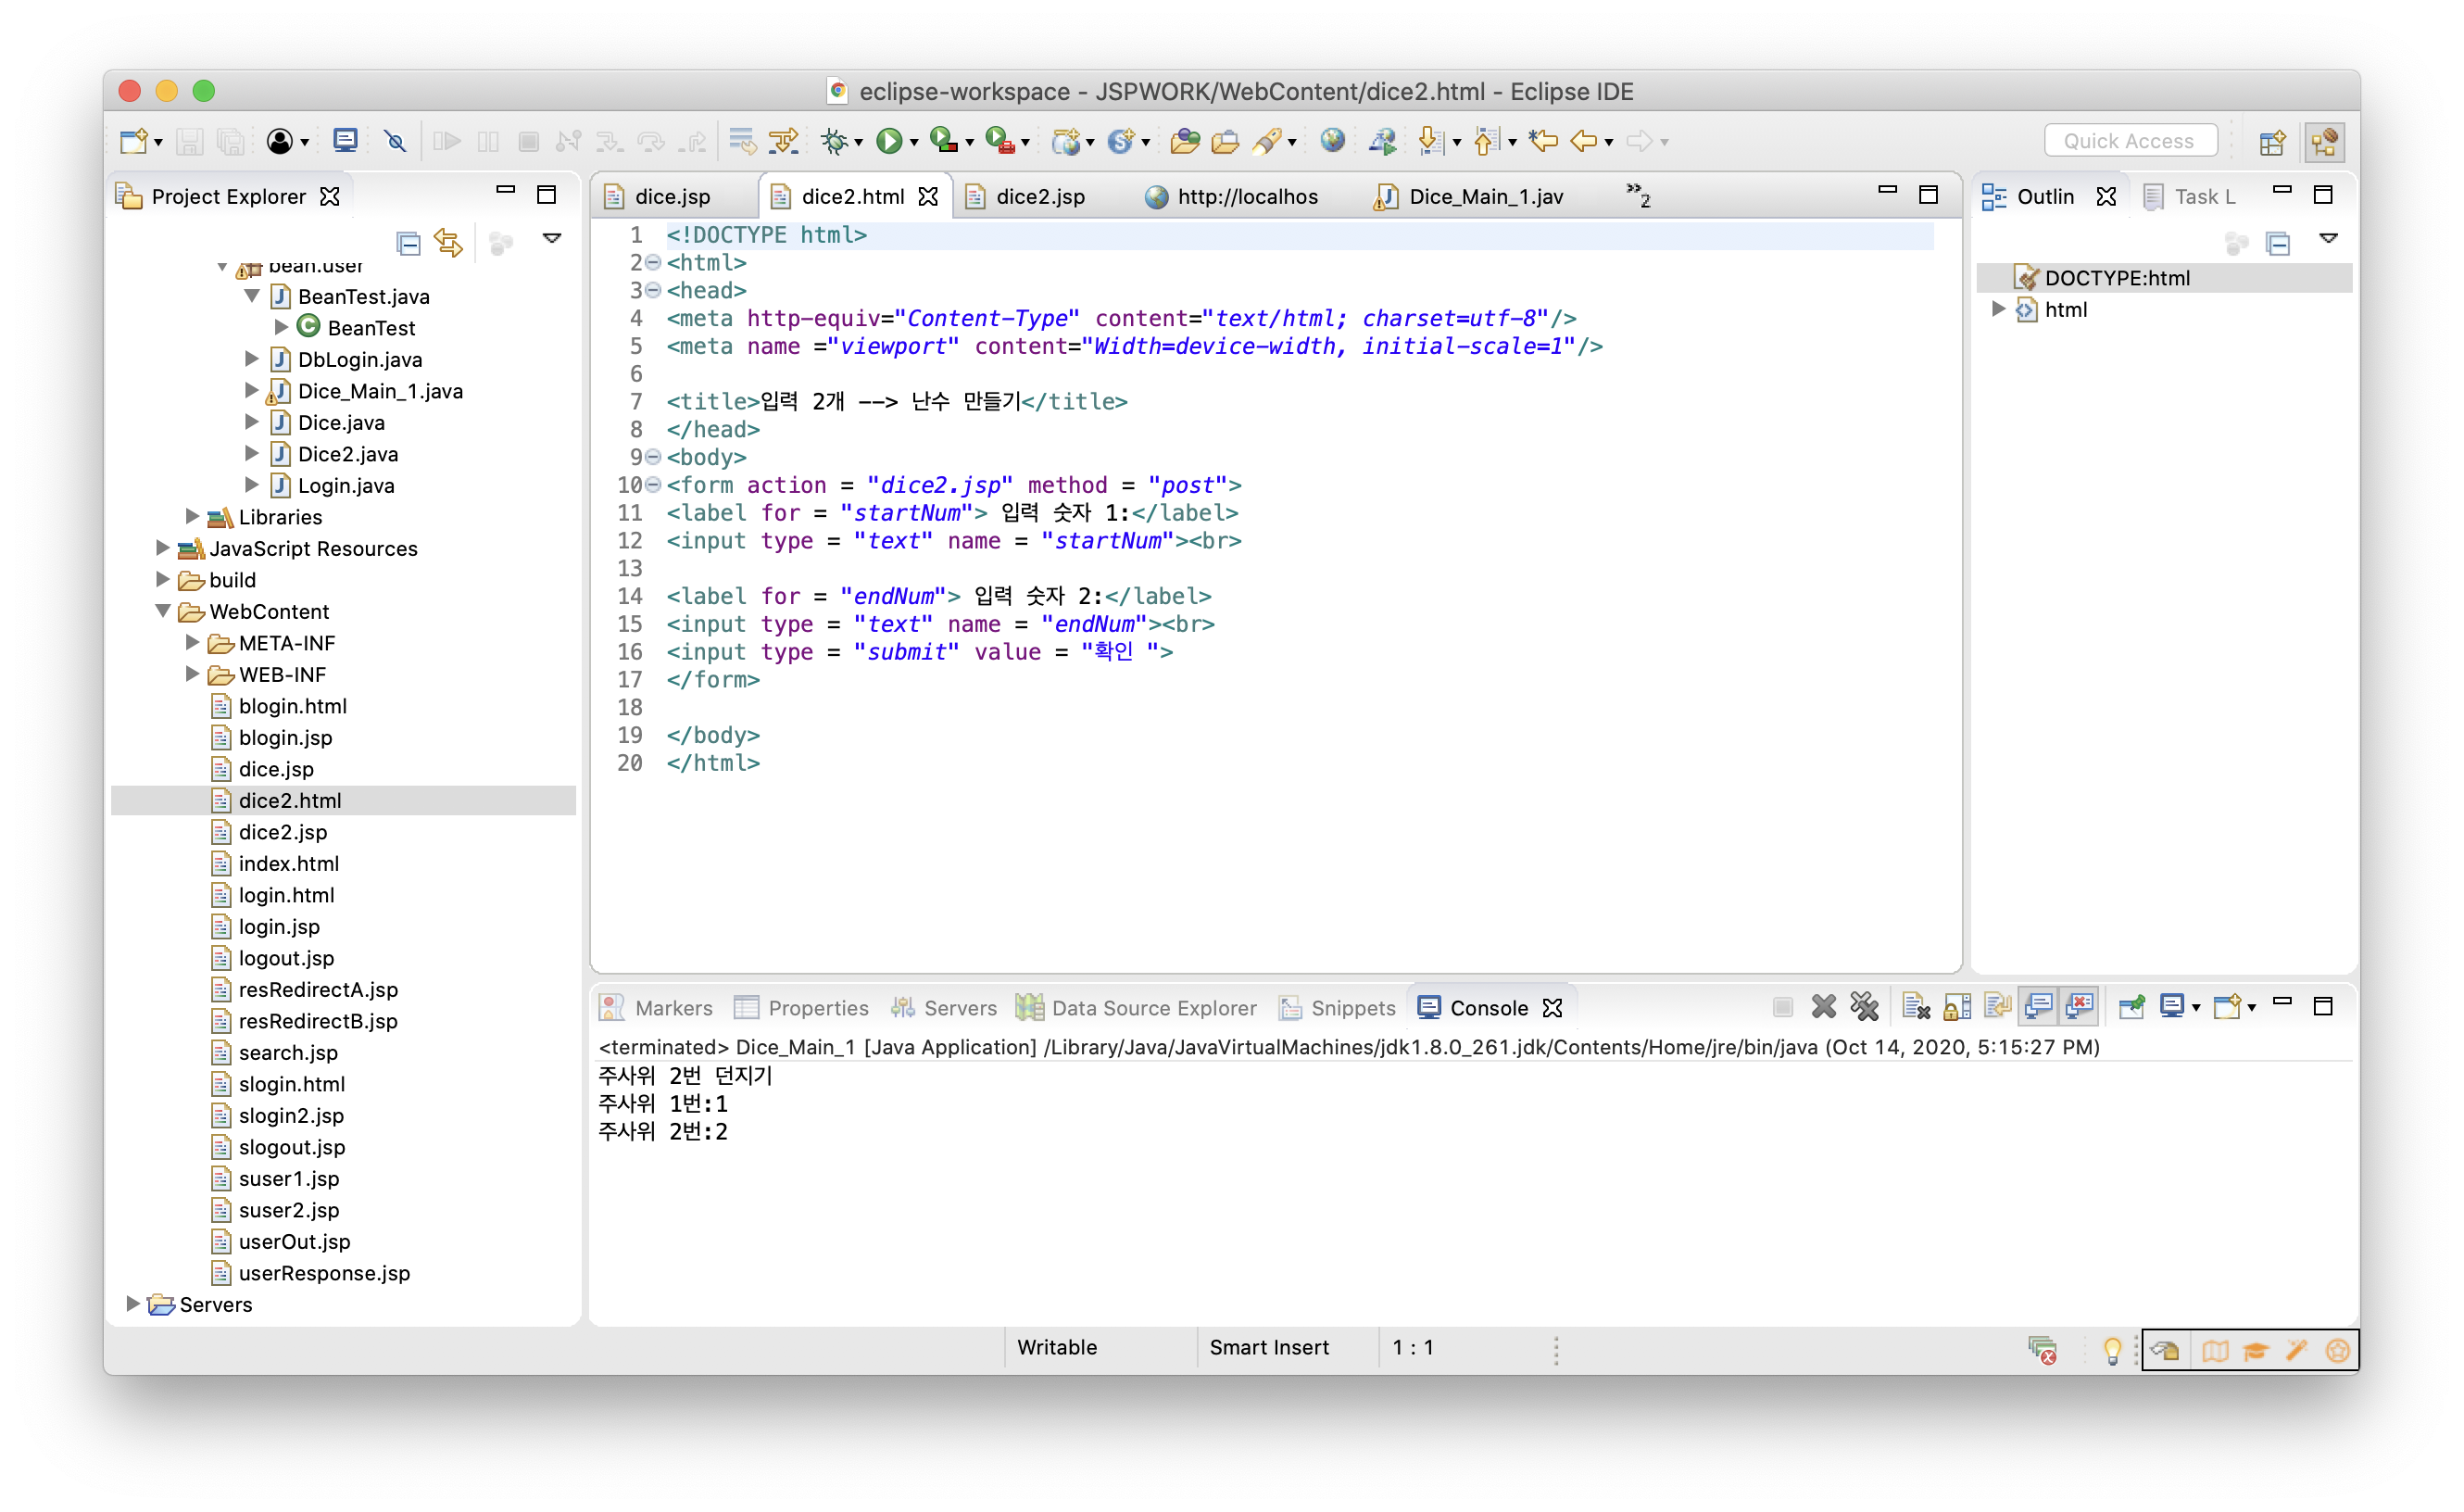 eclipse-workspace - JSPWORK/WebContent/dice2.html - Eclipse IDE
Quick Access
Project Explorer
bean.user
BeanTest.java
BeanTest
DbLogin.java
Dice_Main_1.java
Dice.java
Dice2.java
Login.java
Libraries
JavaScript Resources
build
WebContent
META-INF
WEB-INF
blogin.html
blogin.jsp
dice.jsp
dice2.html
dice2.jsp
index.html
login.html
login.jsp
logout.jsp
resRedirectA.jsp
resRedirectB.jsp
search.jsp
slogin.html
slogin2.jsp
slogout.jsp
suser1.jsp
suser2.jsp
userOut.jsp
userResponse.jsp
Servers
dice.jsp dice2.html dice2.jsp http://localhos Dice_Main_1.jav »2
1 <!DOCTYPE html>
2 <html>
3 <head>
4 <meta http-equiv="Content-Type" content="text/html; charset=utf-8"/>
5 <meta name ="viewport" content="Width=device-width, initial-scale=1"/>
6
7 <title>입력 2개 --> 난수 만들기</title>
8 </head>
9 <body>
10 <form action = "dice2.jsp" method = "post">
11 <label for = "startNum"> 입력 숫자 1:</label>
12 <input type = "text" name = "startNum"><br>
13
14 <label for = "endNum"> 입력 숫자 2:</label>
15 <input type = "text" name = "endNum"><br>
16 <input type = "submit" value = "확인 ">
17 </form>
18
19 </body>
20 </html>
Outlin Task L
DOCTYPE:html
html
Markers Properties Servers Data Source Explorer Snippets Console
<terminated> Dice_Main_1 [Java Application] /Library/Java/JavaVirtualMachines/jdk1.8.0_261.jdk/Contents/Home/jre/bin/java (Oct 14, 2020, 5:15:27 PM)
주사위 2번 던지기
주사위 1번:1
주사위 2번:2
Writable Smart Insert 1 : 1